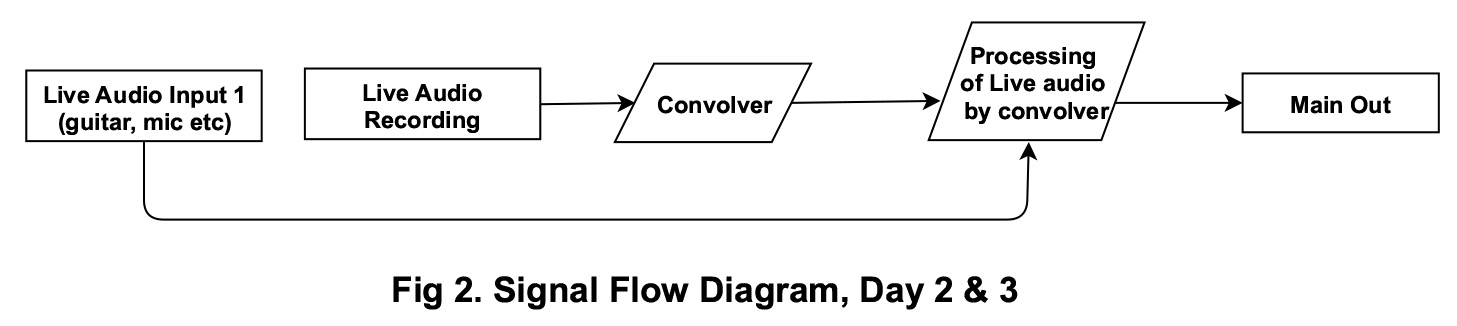 Live Audio Input 1
(guitar, mic etc)
Live Audio
Recording
Convolver
Processing
of Live audio
by convolver
Main Out
Fig 2. Signal Flow Diagram, Day 2 & 3